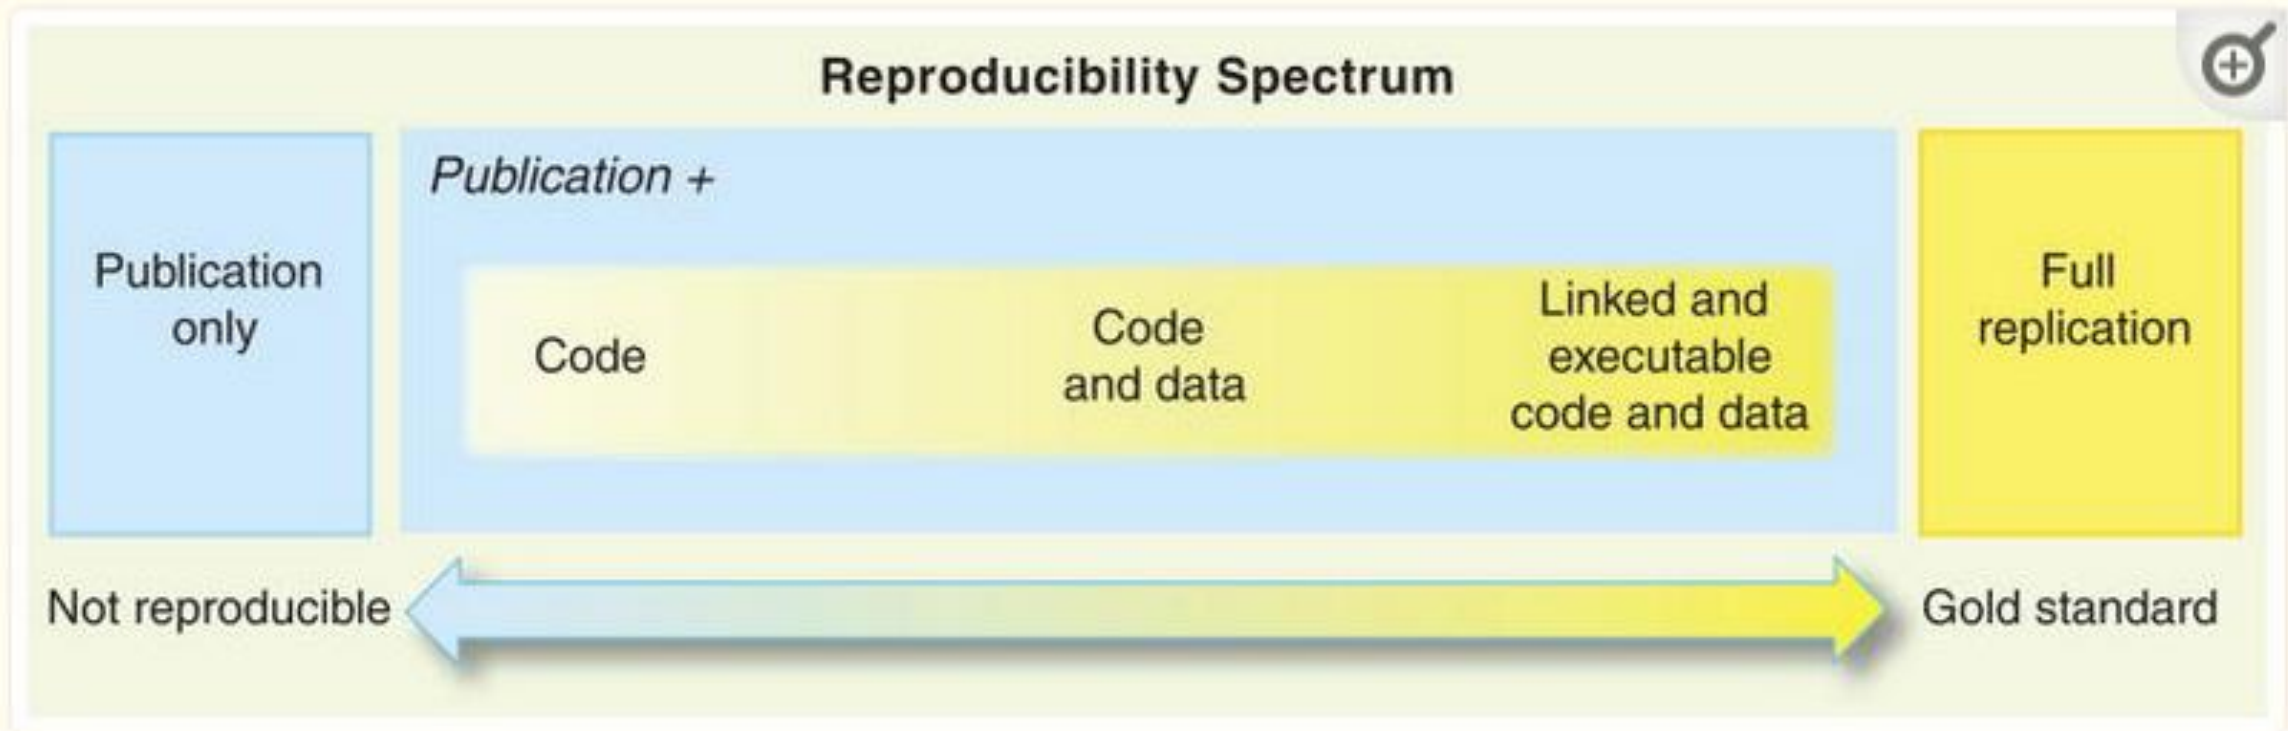 Reproducibility Spectrum
Publication
only
Publication +
Code
Code
and data
Linked and
executable
code and data
Full
replication
Not reproducible
Gold standard